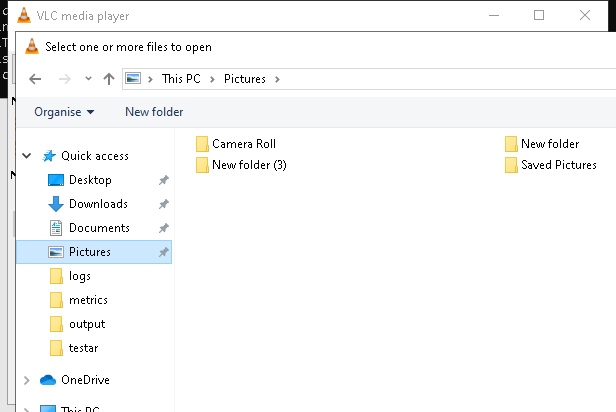 VLC media player
Select one or more files to open
This PC > Pictures >
Organise New folder
Camera Roll
New folder
New folder (3)
Saved Pictures
Quick access
Desktop
Downloads
Documents
Pictures
logs
metrics
output
testar
OneDrive
This PC